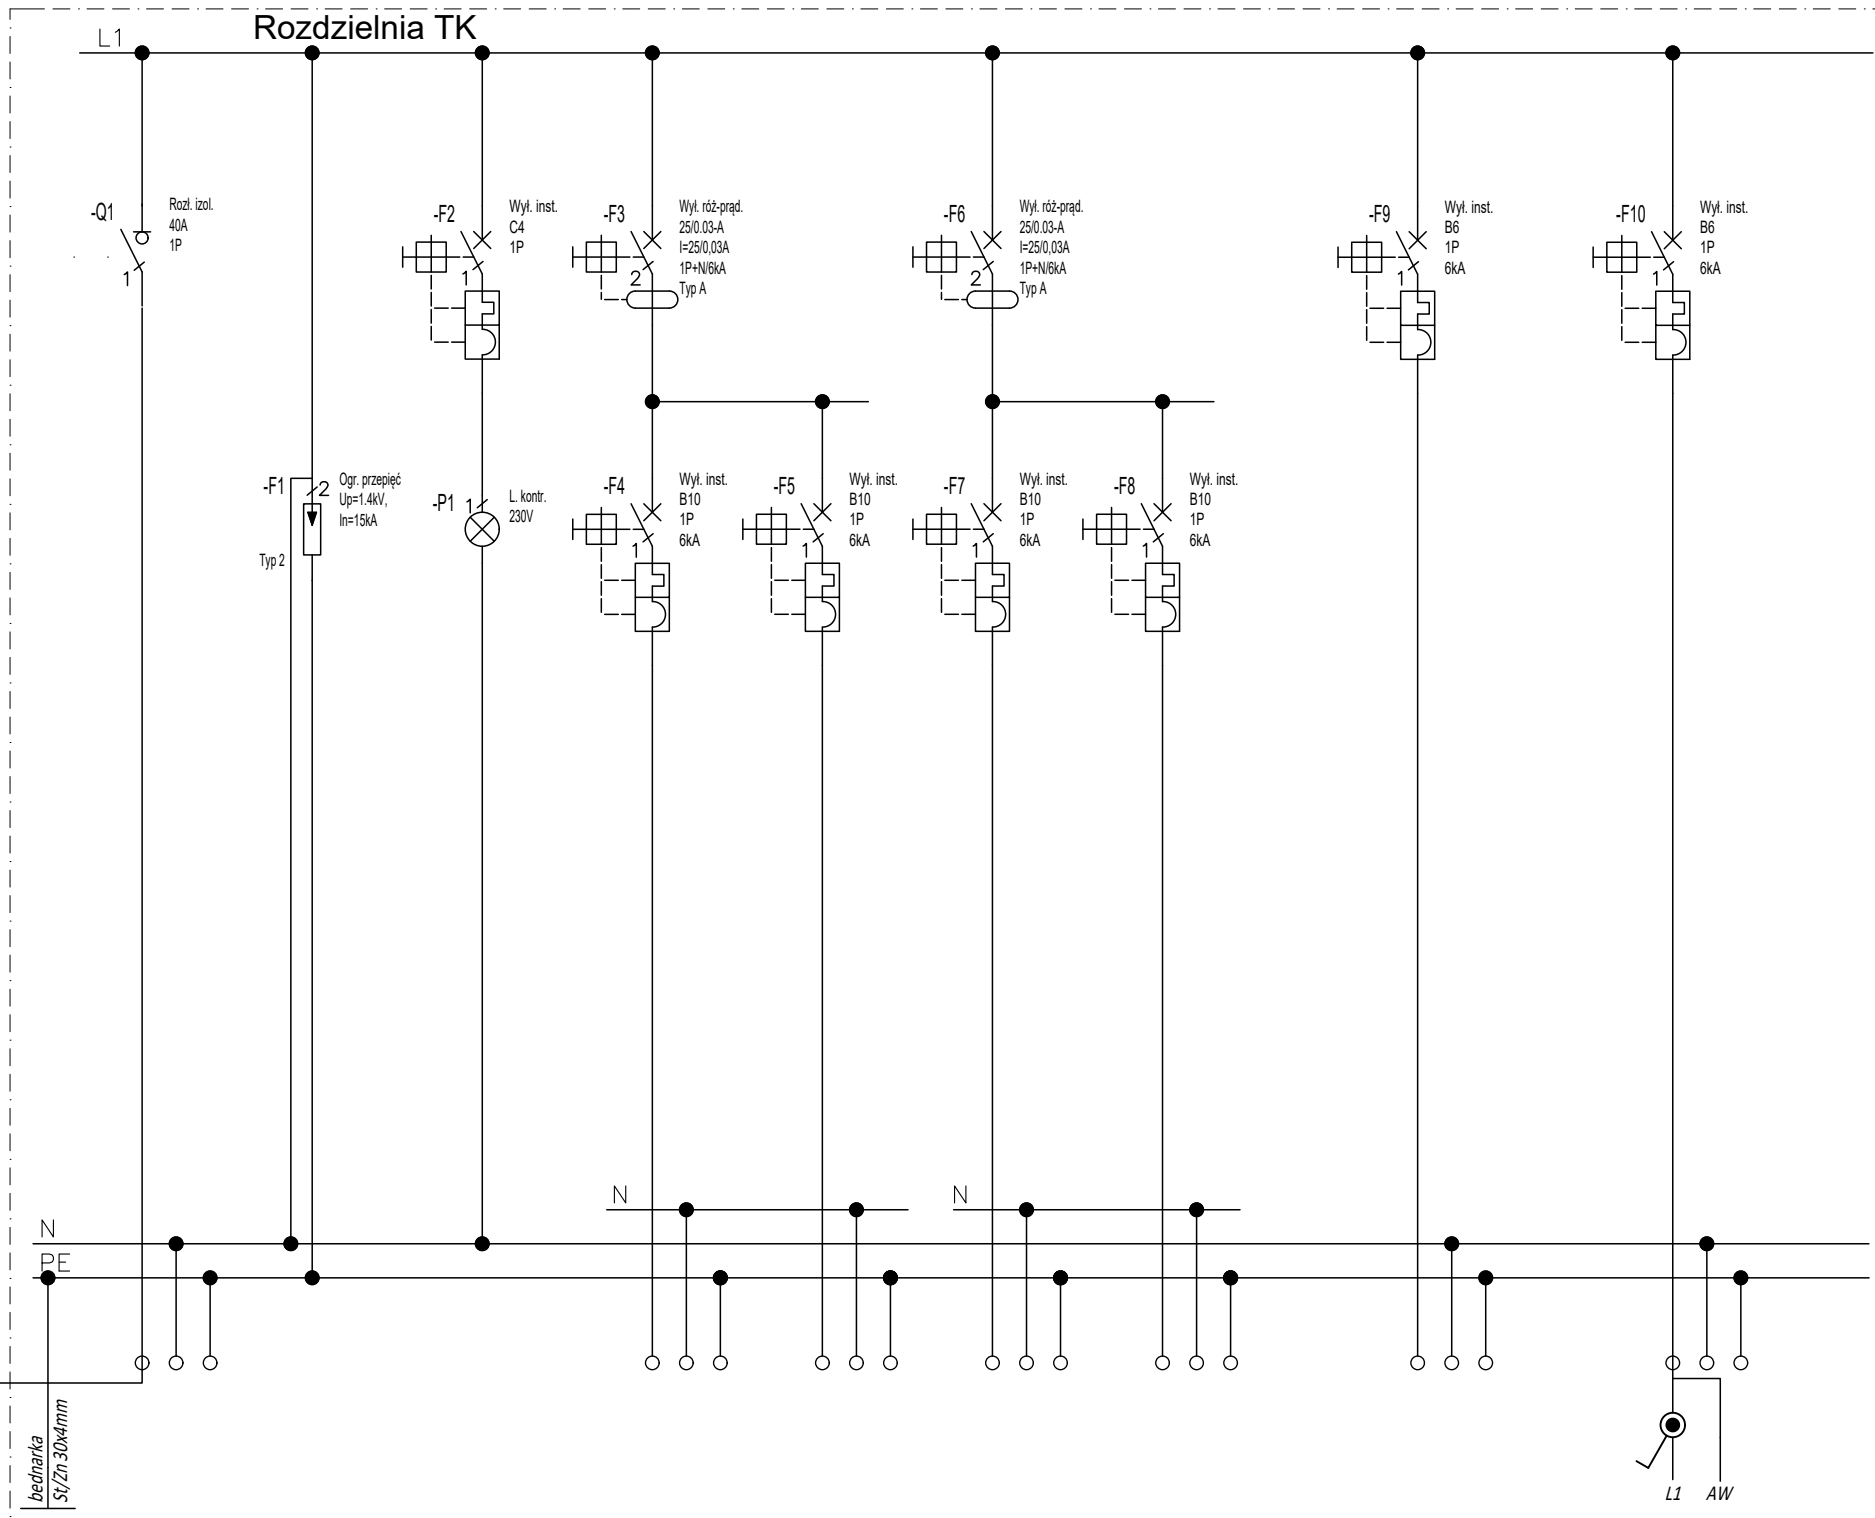 Rozdzielnia TK
L1
-Q1
Rozł. izol.
40A
1P
1
-F2
Wył. inst.
C4
1P
1
-F3
Wył. róż-prąd.
25/0.03-A
I=25/0,03A
1P+N/6kA
Typ A
2
-F6
Wył. róż-prąd.
25/0.03-A
I=25/0,03A
1P+N/6kA
Typ A
2
-F9
Wył. inst.
B6
1P
6kA
1
-F10
Wył. inst.
B6
1P
6kA
1
-F1
2
Ogr. przepięć
Up=1.4kV,
In=15kA
Typ 2
-P1
1
L. kontr.
230V
-F4
Wył. inst.
B10
1P
6kA
1
-F5
Wył. inst.
B10
1P
6kA
1
-F7
Wył. inst.
B10
1P
6kA
1
-F8
Wył. inst.
B10
1P
6kA
1
N
N
N
PE
bednarka
St/Zn 30x4mm
L1
AW